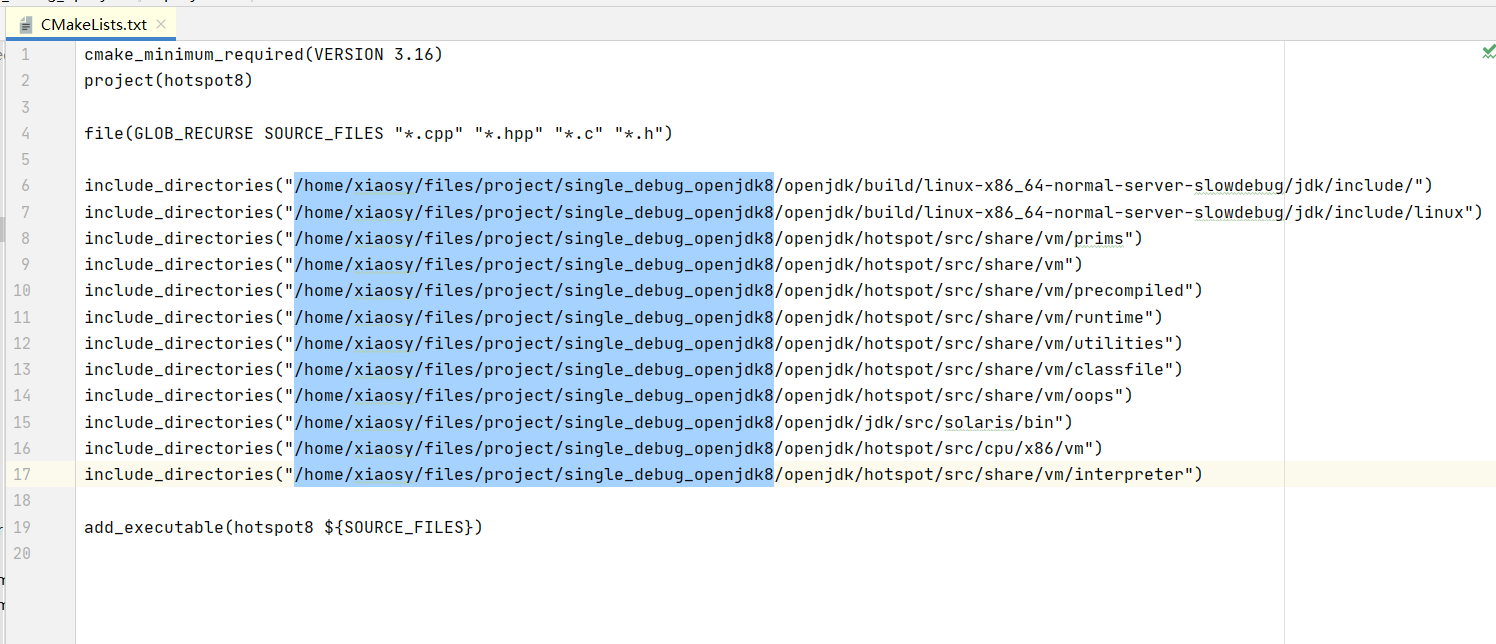 CMakeLists.txt
1 cmake_minimum_required(VERSION 3.16)
2 project(hotspot8)
3
4 file(GLOB_RECURSE SOURCE_FILES "*.cpp" "*.hpp" "*.c" "*.h")
5
6 include_directories("/home/xiaosy/files/project/single_debug_openjdk8/openjdk/build/linux-x86_64-normal-server-slowdebug/jdk/include/")
7 include_directories("/home/xiaosy/files/project/single_debug_openjdk8/openjdk/build/linux-x86_64-normal-server-slowdebug/jdk/include/linux")
8 include_directories("/home/xiaosy/files/project/single_debug_openjdk8/openjdk/hotspot/src/share/vm/prims")
9 include_directories("/home/xiaosy/files/project/single_debug_openjdk8/openjdk/hotspot/src/share/vm")
10 include_directories("/home/xiaosy/files/project/single_debug_openjdk8/openjdk/hotspot/src/share/vm/precompiled")
11 include_directories("/home/xiaosy/files/project/single_debug_openjdk8/openjdk/hotspot/src/share/vm/runtime")
12 include_directories("/home/xiaosy/files/project/single_debug_openjdk8/openjdk/hotspot/src/share/vm/utilities")
13 include_directories("/home/xiaosy/files/project/single_debug_openjdk8/openjdk/hotspot/src/share/vm/classfile")
14 include_directories("/home/xiaosy/files/project/single_debug_openjdk8/openjdk/hotspot/src/share/vm/oops")
15 include_directories("/home/xiaosy/files/project/single_debug_openjdk8/openjdk/jdk/src/solaris/bin")
16 include_directories("/home/xiaosy/files/project/single_debug_openjdk8/openjdk/hotspot/src/cpu/x86/vm")
17 include_directories("/home/xiaosy/files/project/single_debug_openjdk8/openjdk/hotspot/src/share/vm/interpreter")
18
19 add_executable(hotspot8 ${SOURCE_FILES})
20